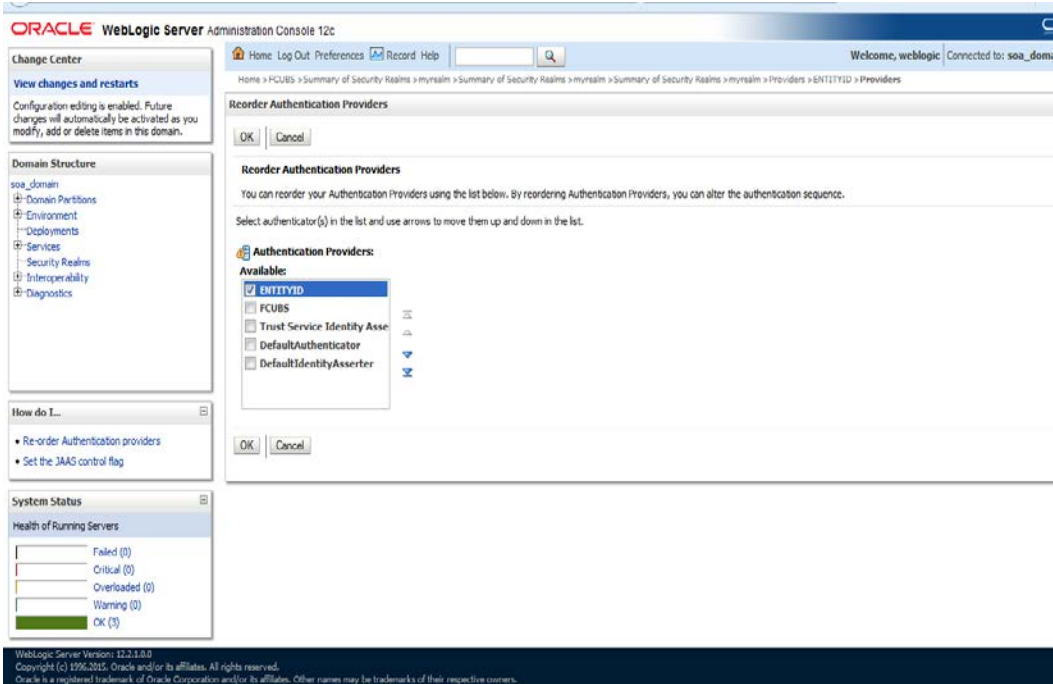 ORACLE WebLogic Server Administration Console 12c
Change Center
View changes and restarts
Configuration editing is enabled. Future
changes will automatically be activated as you
modify, add or delete items in this domain.
Domain Structure
soa_domain
Domain Partitions
Environment
Deployments
Services
Security Realms
Interoperability
Diagnostics
How do I...
Re-order Authentication providers
Set the JAAS control flag
System Status
Health of Running Servers
Failed (0)
Critical (0)
Overloaded (0)
Warning (0)
OK (3)
Home Log Out Preferences Record Help
Welcome, weblogic Connected to: soa_doma
Home >FCUBS >Summary of Security Realms >myrealm >Summary of Security Realms >myrealm >Summary of Security Realms >myrealm >Providers >ENTITYID >Providers
Reorder Authentication Providers
OK Cancel
Reorder Authentication Providers
You can reorder your Authentication Providers using the list below. By reordering Authentication Providers, you can alter the authentication sequence.
Select authenticator(s) in the list and use arrows to move them up and down in the list.
Authentication Providers:
Available:
ENTITYID
FCUBS
Trust Service Identity Asse
DefaultAuthenticator
DefaultIdentityAsserter
OK Cancel
WebLogic Server Version: 12.2.1.0.0
Copyright (c) 1996,2015, Oracle and/or its affiliates. All rights reserved.
Oracle is a registered trademark of Oracle Corporation and/or its affiliates. Other names may be trademarks of their respective owners.